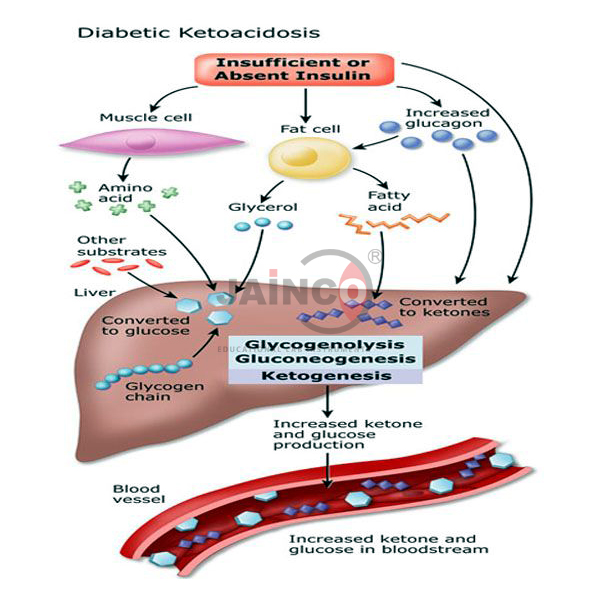 Diabetic Ketoacidosis
Insufficient or
Absent Insulin
Muscle cell
Fat cell
Increased
glucagon
Amino
acid
Glycerol
Fatty
acid
Other
substrates
Liver
JAINCO
®
Converted
to glucose
Converted
to ketones
Glycogenolysis
Gluconeogenesis
Ketogenesis
Glycogen
chain
Increased ketone
and glucose
production
Blood
vessel
Increased ketone and
glucose in bloodstream